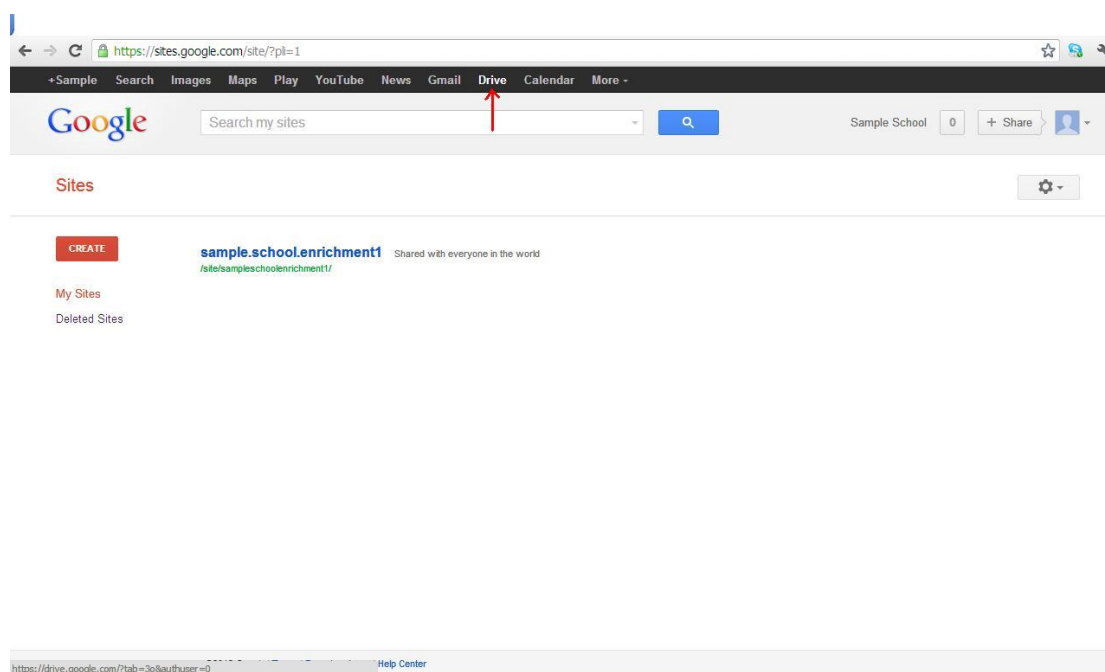 https://sites.google.com/site/?pli=1
+Sample Search Images Maps Play YouTube News Gmail Drive Calendar More
Google Search my sites Sample School 0 + Share
Sites
CREATE sample.school.enrichment1 Shared with everyone in the world
/site/sampleschoolenrichment1/
My Sites
Deleted Sites
Help Center
https://drive.google.com/?tab=3o&authuser=0